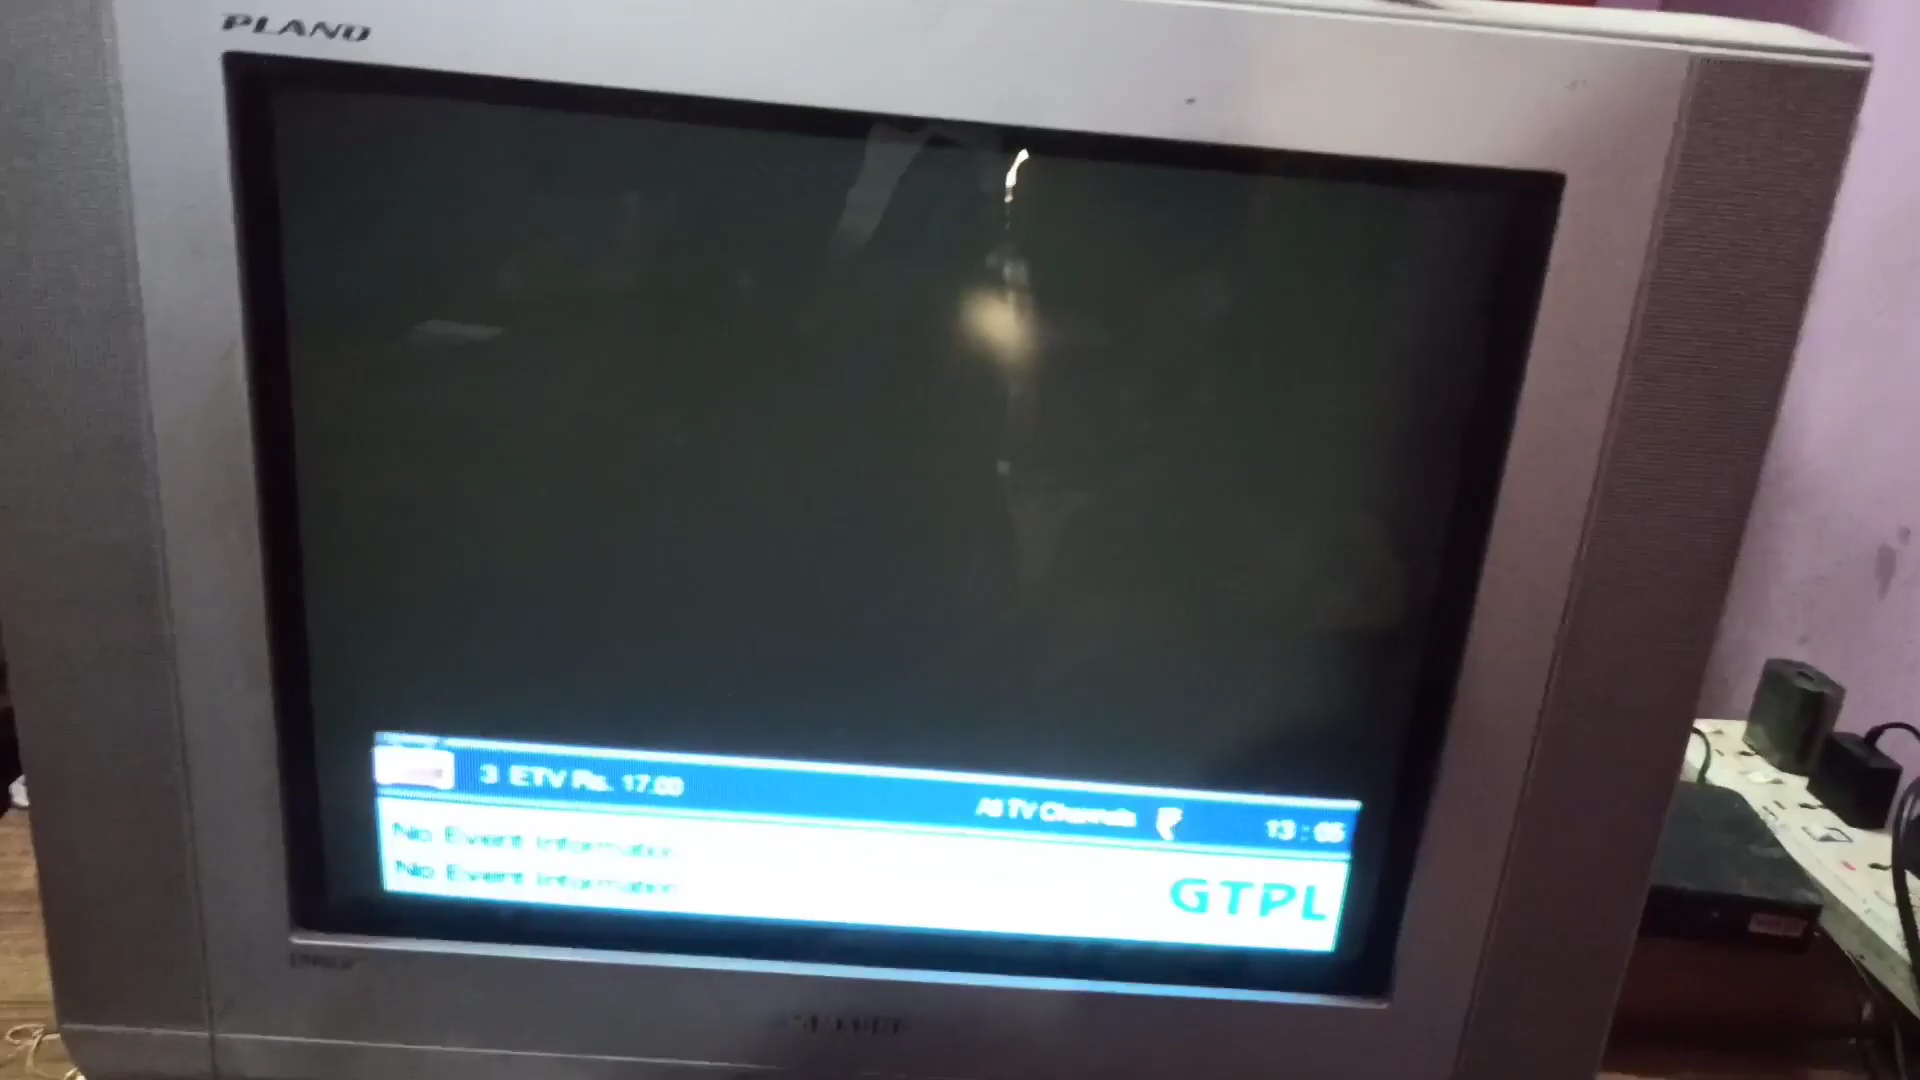 PLANO
3 ETV Rs. 17.00
All TV Channels ₹ 13 : 05
No Event Information
No Event Information
GTPL